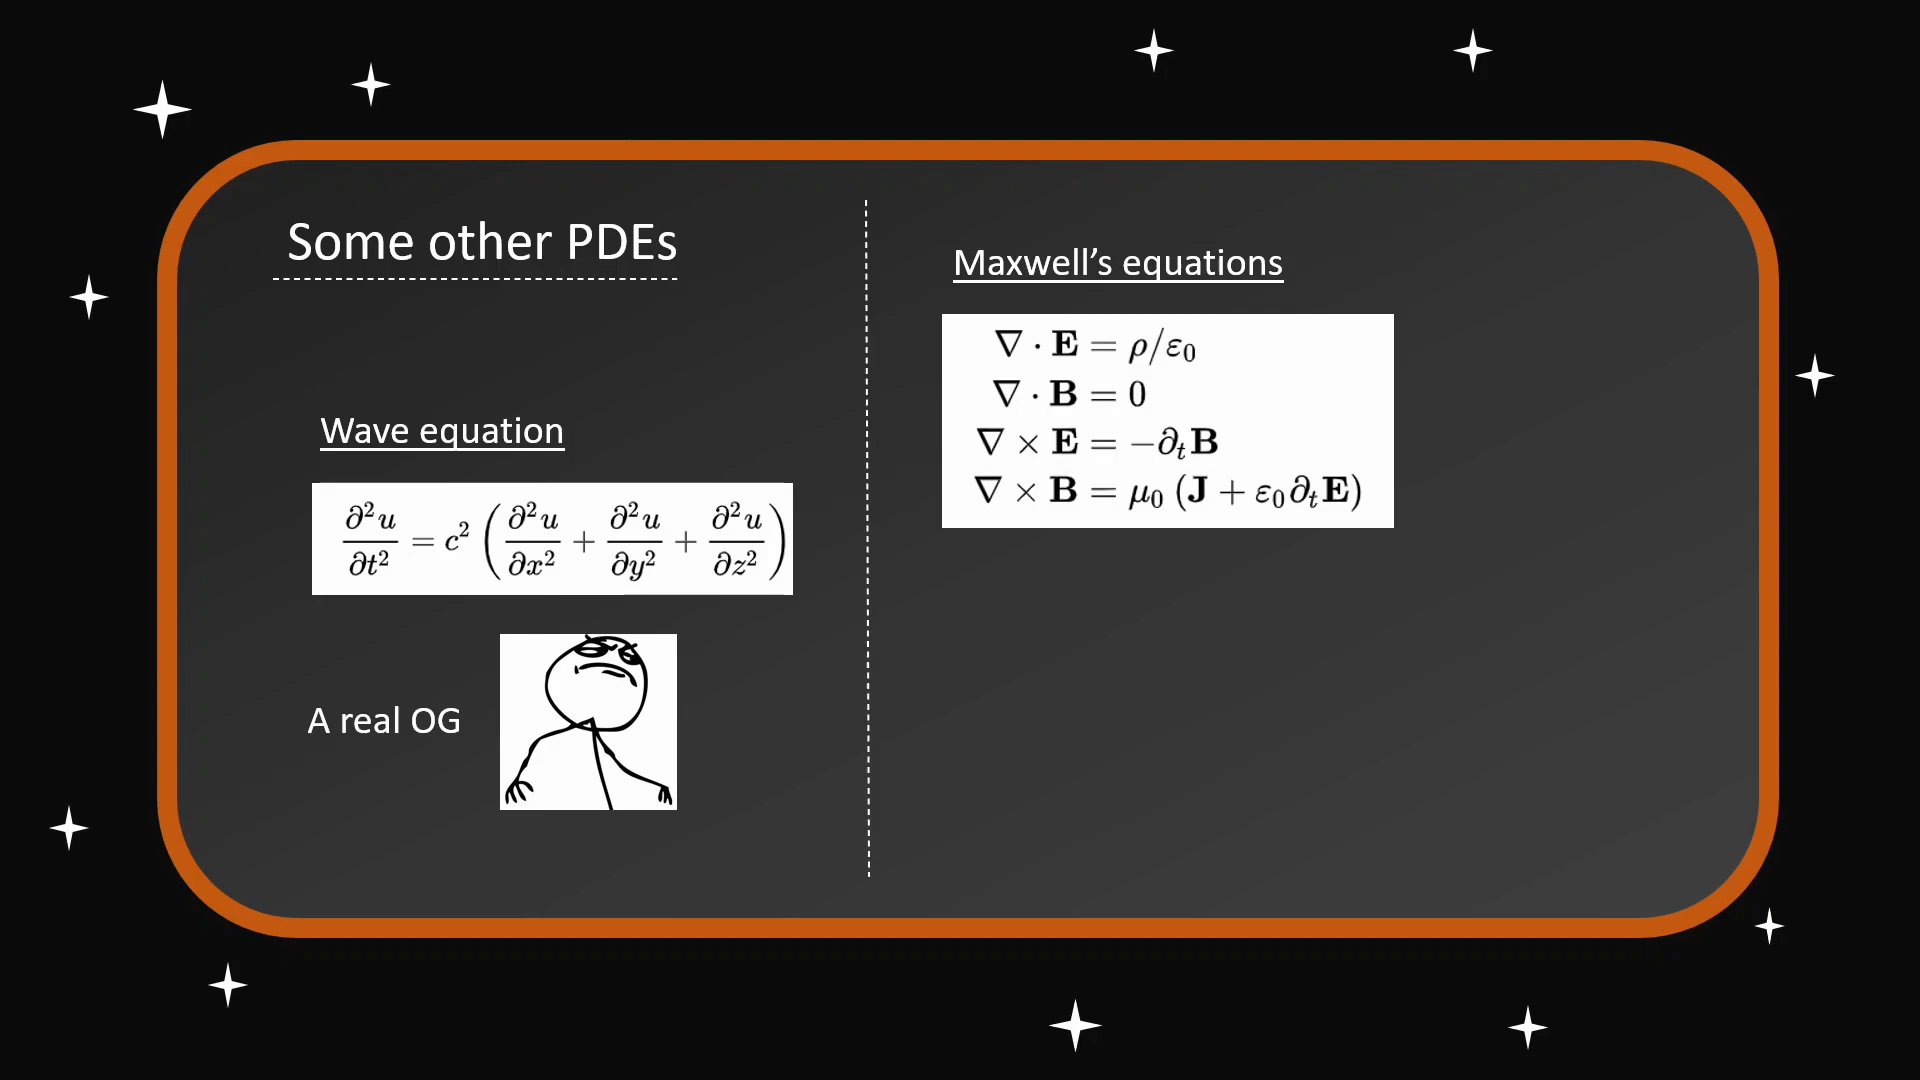 Some other PDEs
Wave equation
∂²u/∂t² = c² (∂²u/∂x² + ∂²u/∂y² + ∂²u/∂z²)
A real OG
Maxwell’s equations
∇ · E = ρ/ε₀
∇ · B = 0
∇ × E = −∂ₜB
∇ × B = μ₀ (J + ε₀∂ₜE)